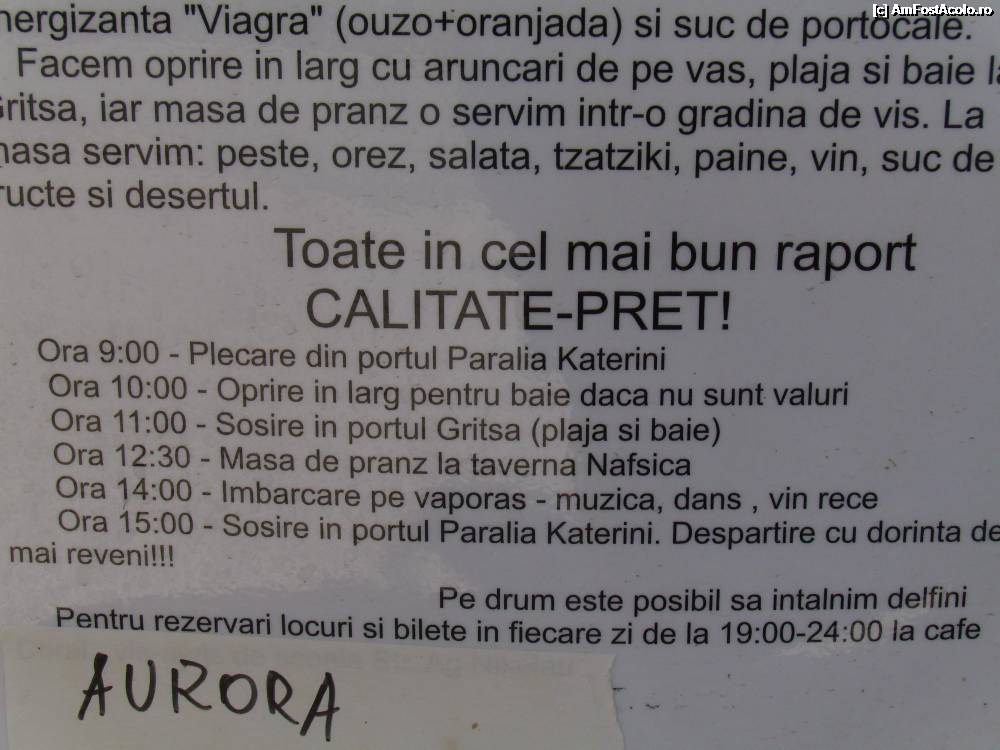 (c) AmFostAcolo.ro
nergizanta "Viagra" (ouzo+oranjada) si suc de portocale.
Facem oprire in larg cu aruncari de pe vas, plaja si baie la
Gritsa, iar masa de pranz o servim intr-o gradina de vis. La
masa servim: peste, orez, salata, tzatziki, paine, vin, suc de
ructe si desertul.
Toate in cel mai bun raport
CALITATE-PRET!
Ora 9:00 - Plecare din portul Paralia Katerini
Ora 10:00 - Oprire in larg pentru baie daca nu sunt valuri
Ora 11:00 - Sosire in portul Gritsa (plaja si baie)
Ora 12:30 - Masa de pranz la taverna Nafsica
Ora 14:00 - Imbarcare pe vaporas - muzica, dans , vin rece
Ora 15:00 - Sosire in portul Paralia Katerini. Despartire cu dorinta de
mai reveni!!!
Pe drum este posibil sa intalnim delfini
Pentru rezervari locuri si bilete in fiecare zi de la 19:00-24:00 la cafe
AURORA